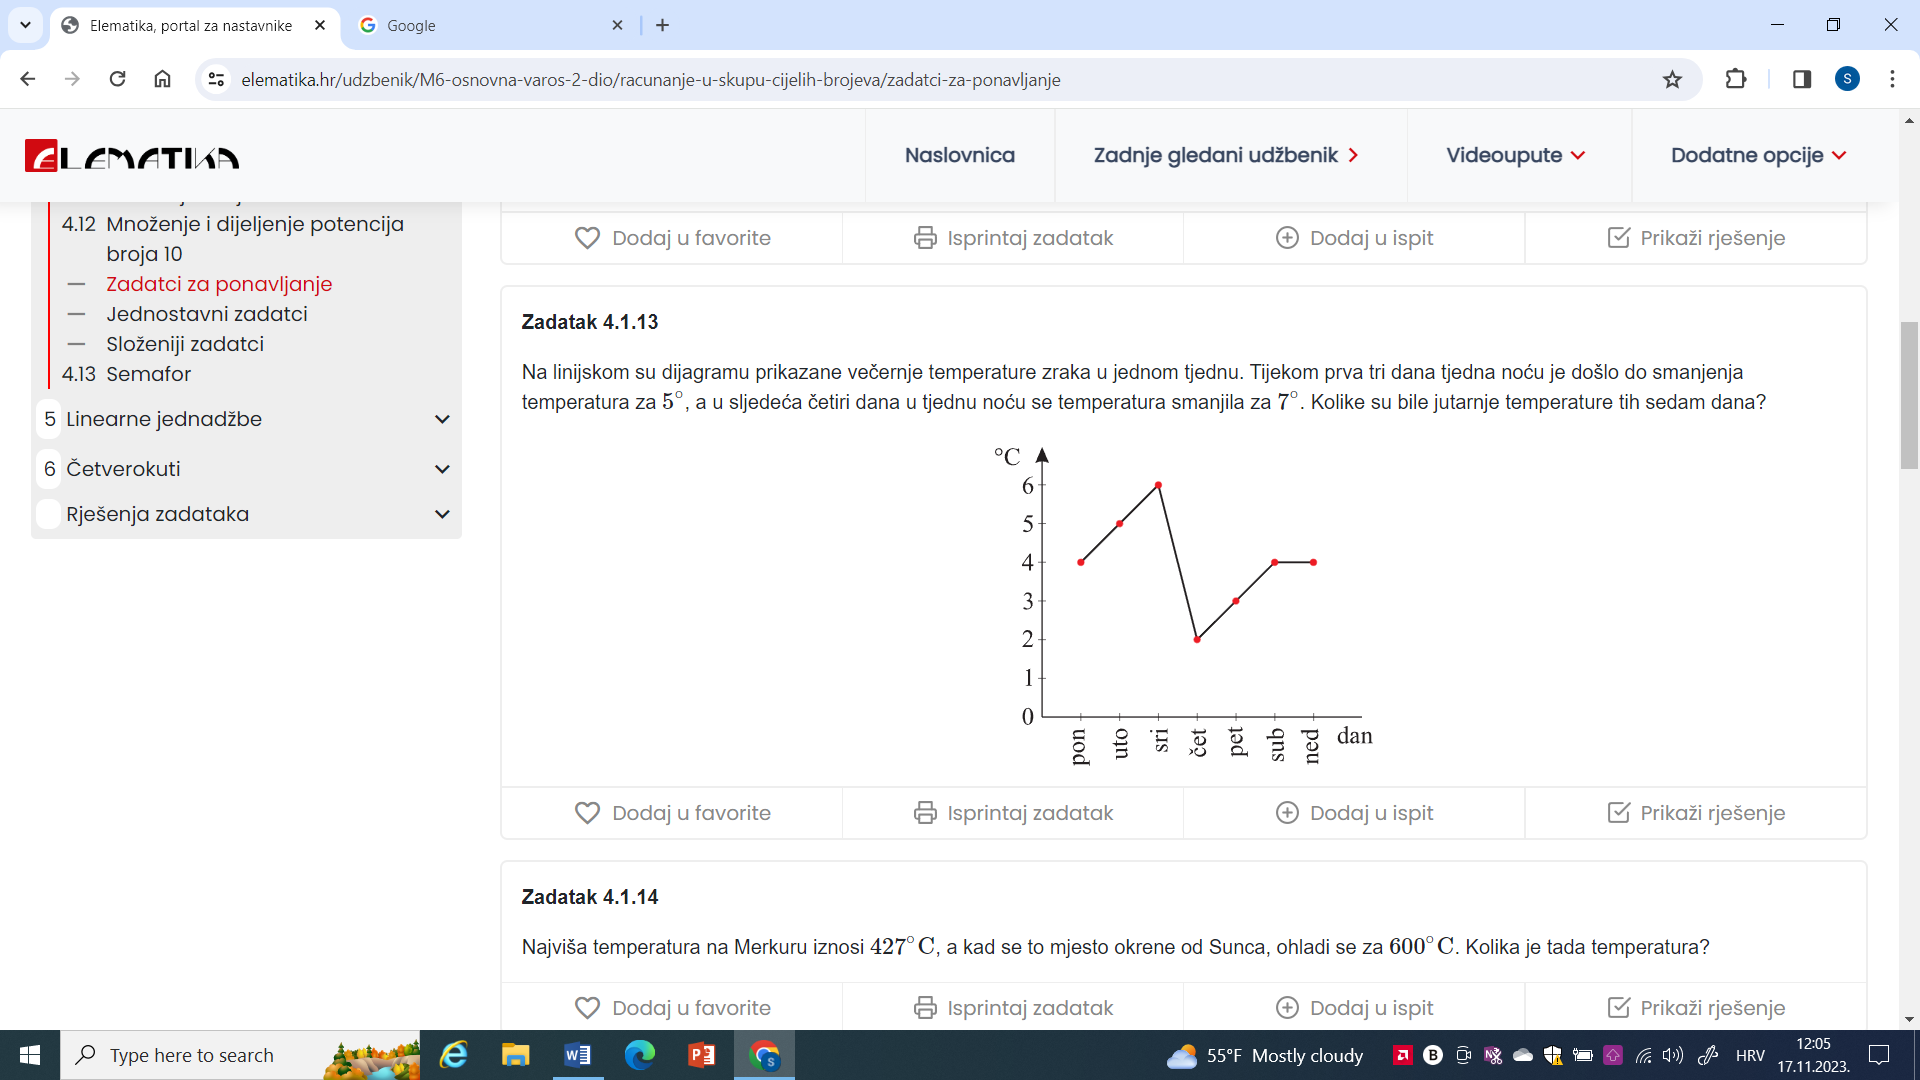 Elematika, portal za nastavnike
Google
elematika.hr/udzbenik/M6-osnovna-varos-2-dio/racunanje-u-skupu-cijelih-brojeva/zadatci-za-ponavljanje
S
ELEMATIKA
Naslovnica
Zadnje gledani udžbenik
Videoupute
Dodatne opcije
4.12 Množenje i dijeljenje potencija
broja 10
— Zadatci za ponavljanje
— Jednostavni zadatci
— Složeniji zadatci
4.13 Semafor
5 Linearne jednadžbe
6 Četverokuti
Rješenja zadataka
Dodaj u favorite
Isprintaj zadatak
Dodaj u ispit
Prikaži rješenje
Zadatak 4.1.13
Na linijskom su dijagramu prikazane večernje temperature zraka u jednom tjednu. Tijekom prva tri dana tjedna noću je došlo do smanjenja
temperatura za 5°, a u sljedeća četiri dana u tjednu noću se temperatura smanjila za 7°. Kolike su bile jutarnje temperature tih sedam dana?
°C
6
5
4
3
2
1
0
pon
uto
sri
čet
pet
sub
ned
dan
Dodaj u favorite
Isprintaj zadatak
Dodaj u ispit
Prikaži rješenje
Zadatak 4.1.14
Najviša temperatura na Merkuru iznosi 427°C, a kad se to mjesto okrene od Sunca, ohladi se za 600°C. Kolika je tada temperatura?
Dodaj u favorite
Isprintaj zadatak
Dodaj u ispit
Prikaži rješenje
Type here to search
55°F Mostly cloudy
HRV
12:05
17.11.2023.